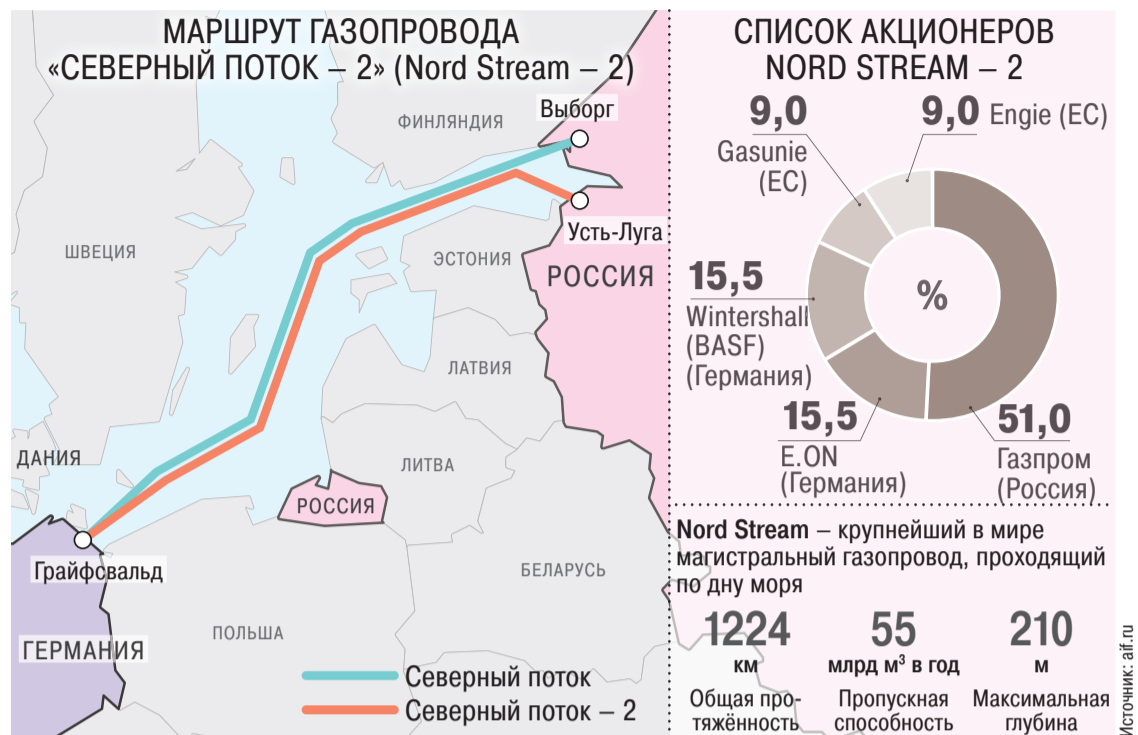 МАРШРУТ ГАЗОПРОВОДА
«СЕВЕРНЫЙ ПОТОК – 2» (Nord Stream – 2)
Выборг
ФИНЛЯНДИЯ
Усть-Луга
ШВЕЦИЯ
ЭСТОНИЯ
РОССИЯ
ЛАТВИЯ
ДАНИЯ
ЛИТВА
РОССИЯ
Грайфсвальд
БЕЛАРУСЬ
ПОЛЬША
ГЕРМАНИЯ
Северный поток
Северный поток – 2
СПИСОК АКЦИОНЕРОВ
NORD STREAM – 2
9,0
Gasunie
(ЕС)
9,0 Engie (ЕС)
15,5
Wintershall
(BASF)
(Германия)
%
15,5
E.ON
(Германия)
51,0
Газпром
(Россия)
Nord Stream – крупнейший в мире
магистральный газопровод, проходящий
по дну моря
1224
км
Общая про-
тяжённость
55
млрд м³ в год
Пропускная
способность
210
м
Максимальная
глубина
Источник: aif.ru